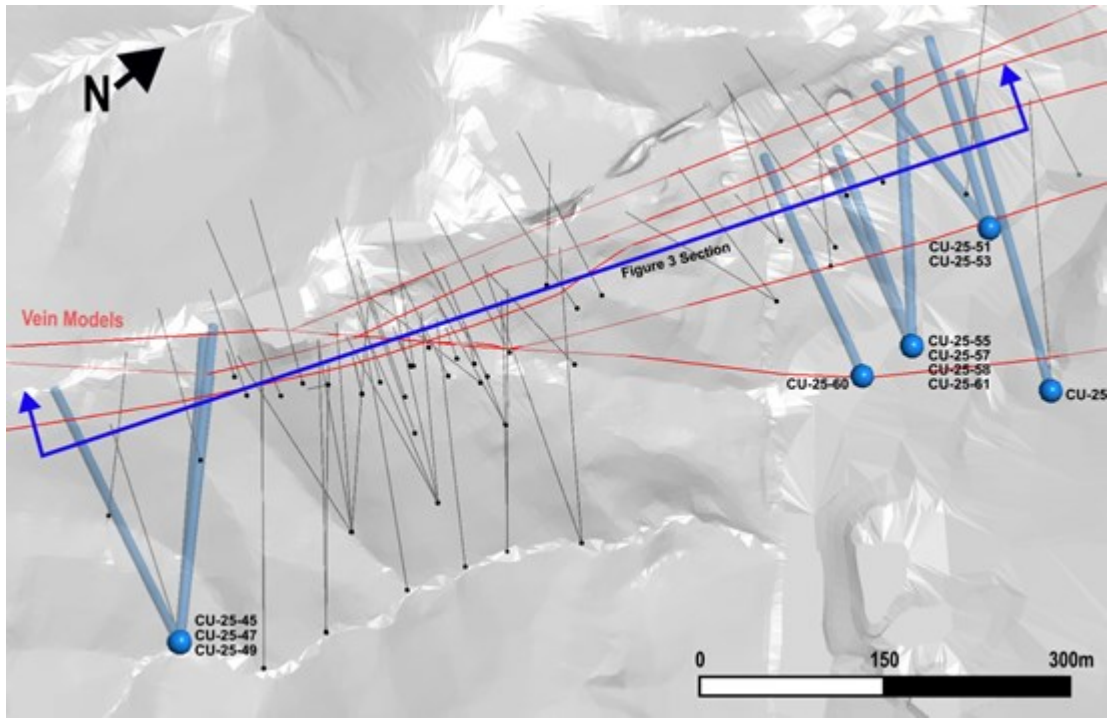 N
Figure 3 Section
CU-25-51
CU-25-53
Vein Models
CU-25-55
CU-25-57
CU-25-58
CU-25-61
CU-25-60
CU-25
CU-25-45
CU-25-47
CU-25-49
0 150 300m